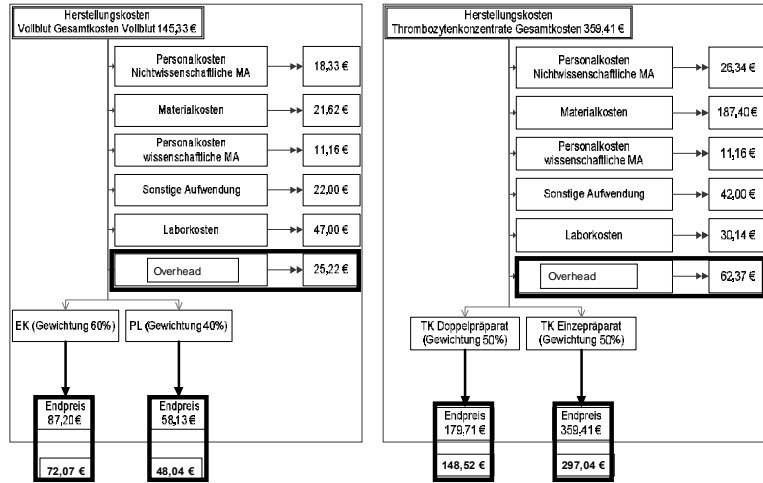 Herstellungskosten
Vollblut Gesamtkosten Vollblut 145,33 €
Personalkosten
Nichtwissenschaftliche MA
18,33 €
Materialkosten
21,62 €
Personalkosten
wissenschaftliche MA
11,16 €
Sonstige Aufwendung
22,00 €
Laborkosten
47,00 €
Overhead
25,22 €
EK (Gewichtung 60%)
PL (Gewichtung 40%)
Endpreis
87,20 €
72,07 €
Endpreis
58,13 €
48,04 €
Herstellungskosten
Thrombozytenkonzentrate Gesamtkosten 359,41 €
Personalkosten
Nichtwissenschaftliche MA
26,34 €
Materialkosten
187,40 €
Personalkosten
wissenschaftliche MA
11,16 €
Sonstige Aufwendung
42,00 €
Laborkosten
30,14 €
Overhead
62,37 €
TK Doppelpräparat
(Gewichtung 50%)
TK Einzepräparat
(Gewichtung 50%)
Endpreis
179,71 €
148,52 €
Endpreis
359,41 €
297,04 €